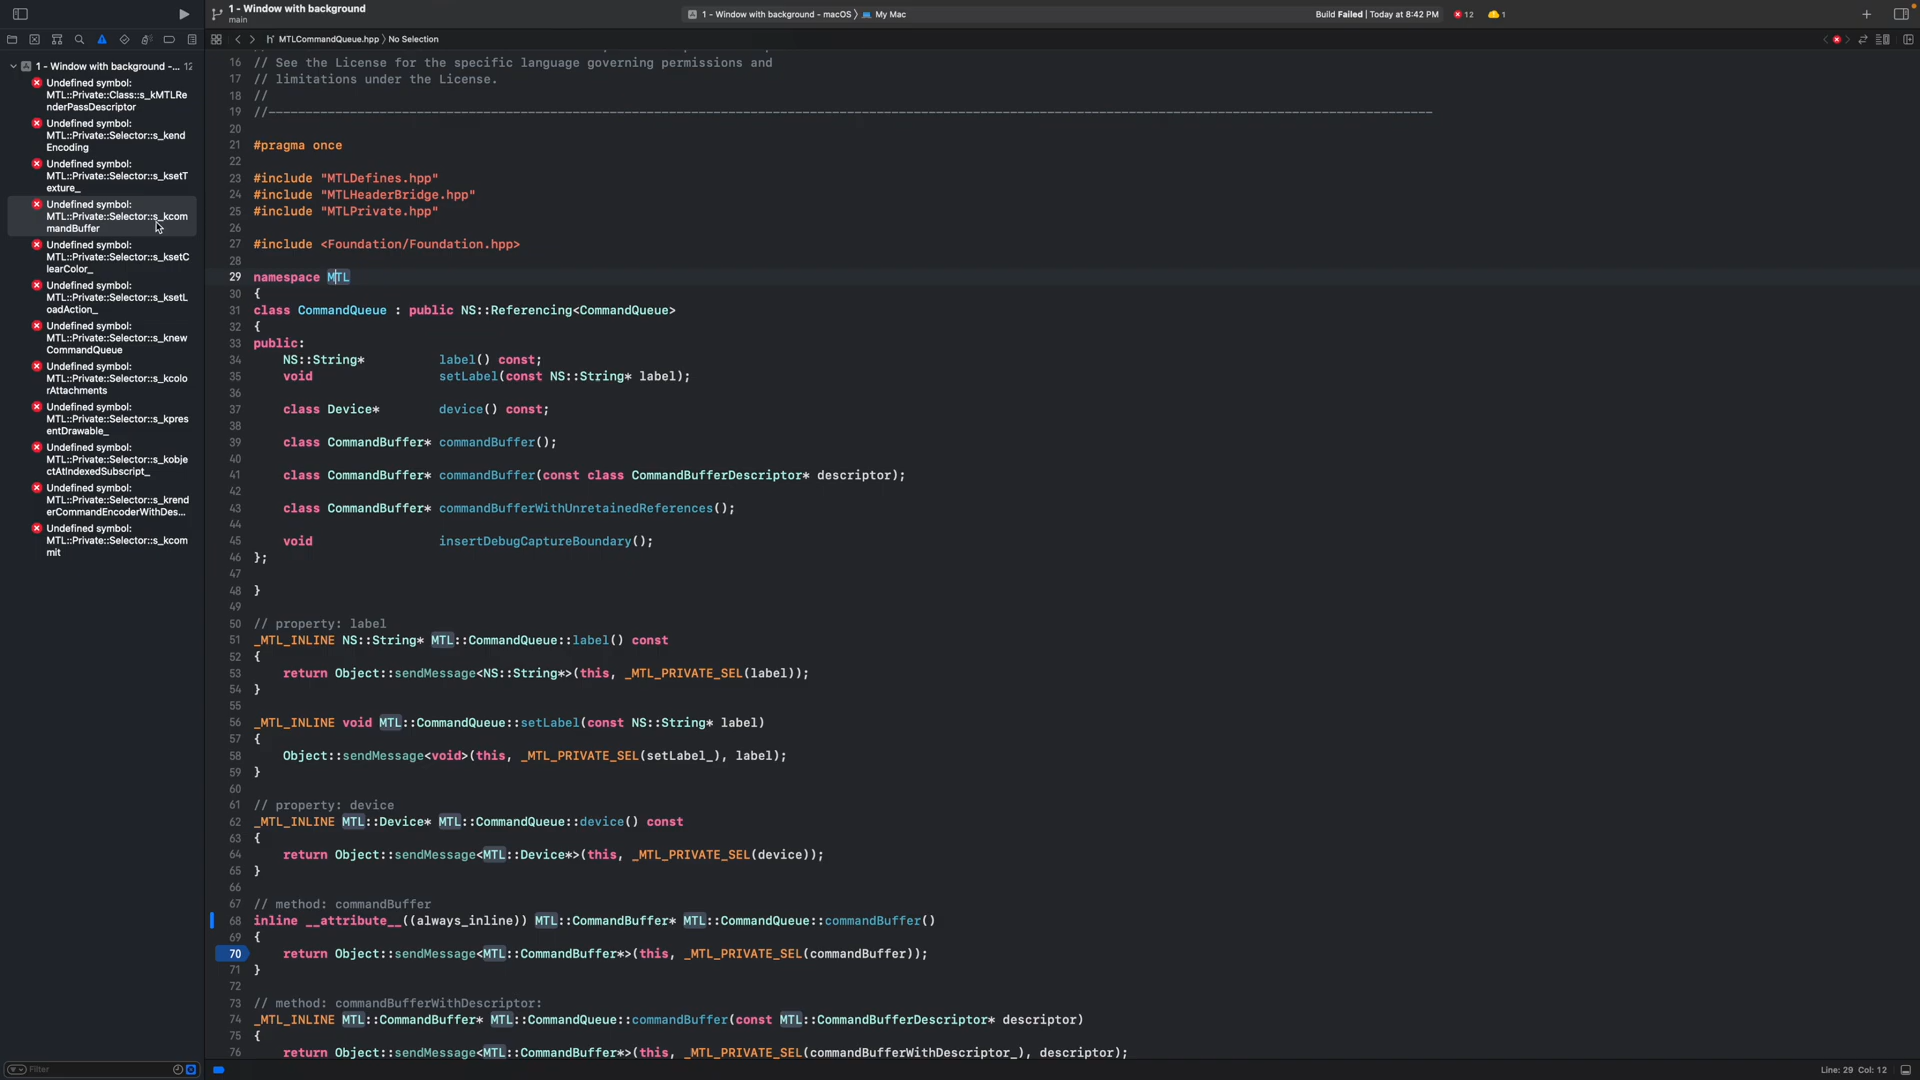 1 - Window with background
main
1 - Window with background - macOS 〉 My Mac
Build Failed | Today at 8:42 PM
12
1
MTLCommandQueue.hpp 〉 No Selection
1 - Window with background -... 12
Undefined symbol:
MTL::Private::Class::s_kMTLRe
nderPassDescriptor
Undefined symbol:
MTL::Private::Selector::s_kend
Encoding
Undefined symbol:
MTL::Private::Selector::s_ksetT
exture_
Undefined symbol:
MTL::Private::Selector::s_kcom
mandBuffer
Undefined symbol:
MTL::Private::Selector::s_ksetC
learColor_
Undefined symbol:
MTL::Private::Selector::s_ksetL
oadAction_
Undefined symbol:
MTL::Private::Selector::s_knew
CommandQueue
Undefined symbol:
MTL::Private::Selector::s_kcolo
rAttachments
Undefined symbol:
MTL::Private::Selector::s_kpres
entDrawable_
Undefined symbol:
MTL::Private::Selector::s_kobje
ctAtIndexedSubscript_
Undefined symbol:
MTL::Private::Selector::s_krend
erCommandEncoderWithDes...
Undefined symbol:
MTL::Private::Selector::s_kcom
mit
Filter
16 // See the License for the specific language governing permissions and
17 // limitations under the License.
18 //
19 //
20
21 #pragma once
22
23 #include "MTLDefines.hpp"
24 #include "MTLHeaderBridge.hpp"
25 #include "MTLPrivate.hpp"
26
27 #include <Foundation/Foundation.hpp>
28
29 namespace MTL
30 {
31 class CommandQueue : public NS::Referencing<CommandQueue>
32 {
33 public:
34 NS::String* label() const;
35 void setLabel(const NS::String* label);
36
37 class Device* device() const;
38
39 class CommandBuffer* commandBuffer();
40
41 class CommandBuffer* commandBuffer(const class CommandBufferDescriptor* descriptor);
42
43 class CommandBuffer* commandBufferWithUnretainedReferences();
44
45 void insertDebugCaptureBoundary();
46 };
47
48 }
49
50 // property: label
51 _MTL_INLINE NS::String* MTL::CommandQueue::label() const
52 {
53 return Object::sendMessage<NS::String*>(this, _MTL_PRIVATE_SEL(label));
54 }
55
56 _MTL_INLINE void MTL::CommandQueue::setLabel(const NS::String* label)
57 {
58 Object::sendMessage<void>(this, _MTL_PRIVATE_SEL(setLabel_), label);
59 }
60
61 // property: device
62 _MTL_INLINE MTL::Device* MTL::CommandQueue::device() const
63 {
64 return Object::sendMessage<MTL::Device*>(this, _MTL_PRIVATE_SEL(device));
65 }
66
67 // method: commandBuffer
68 inline __attribute__((always_inline)) MTL::CommandBuffer* MTL::CommandQueue::commandBuffer()
69 {
70 return Object::sendMessage<MTL::CommandBuffer*>(this, _MTL_PRIVATE_SEL(commandBuffer));
71 }
72
73 // method: commandBufferWithDescriptor:
74 _MTL_INLINE MTL::CommandBuffer* MTL::CommandQueue::commandBuffer(const MTL::CommandBufferDescriptor* descriptor)
75 {
76 return Object::sendMessage<MTL::CommandBuffer*>(this, _MTL_PRIVATE_SEL(commandBufferWithDescriptor_), descriptor);
Line: 29 Col: 12